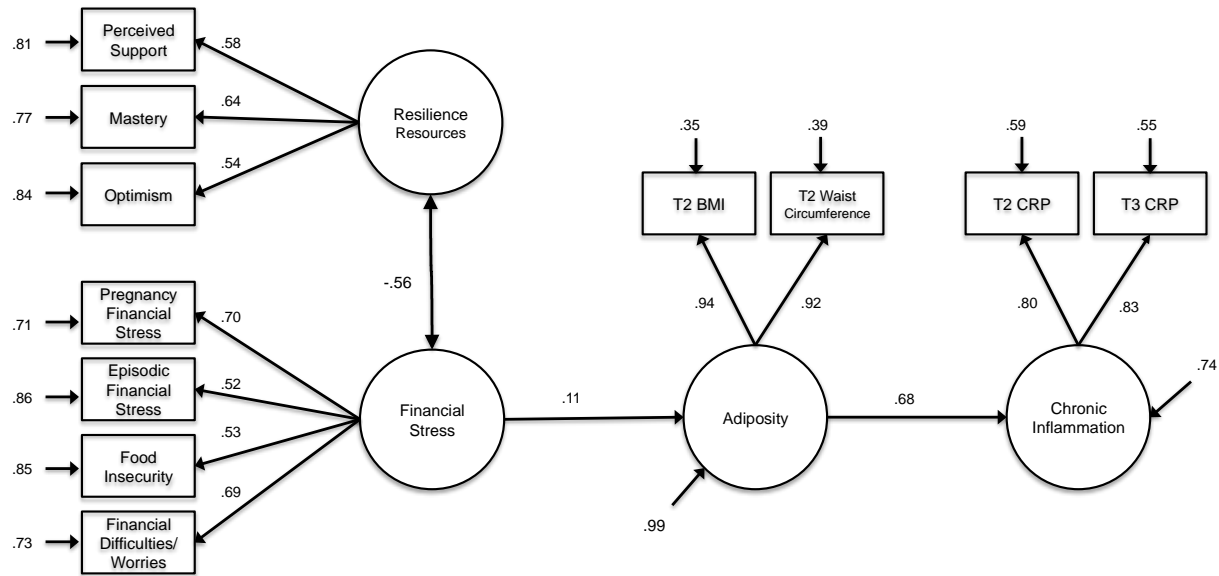 .81
Perceived
Support
.58
.77
Mastery
.64
.84
Optimism
.54
Resilience
Resources
-.56
.71
Pregnancy
Financial
Stress
.70
.86
Episodic
Financial
Stress
.52
.85
Food
Insecurity
.53
.73
Financial
Difficulties/
Worries
.69
Financial
Stress
.11
.35
T2 BMI
.94
.39
T2 Waist
Circumference
.92
Adiposity
.99
.68
.59
T2 CRP
.80
.55
T3 CRP
.83
Chronic
Inflammation
.74